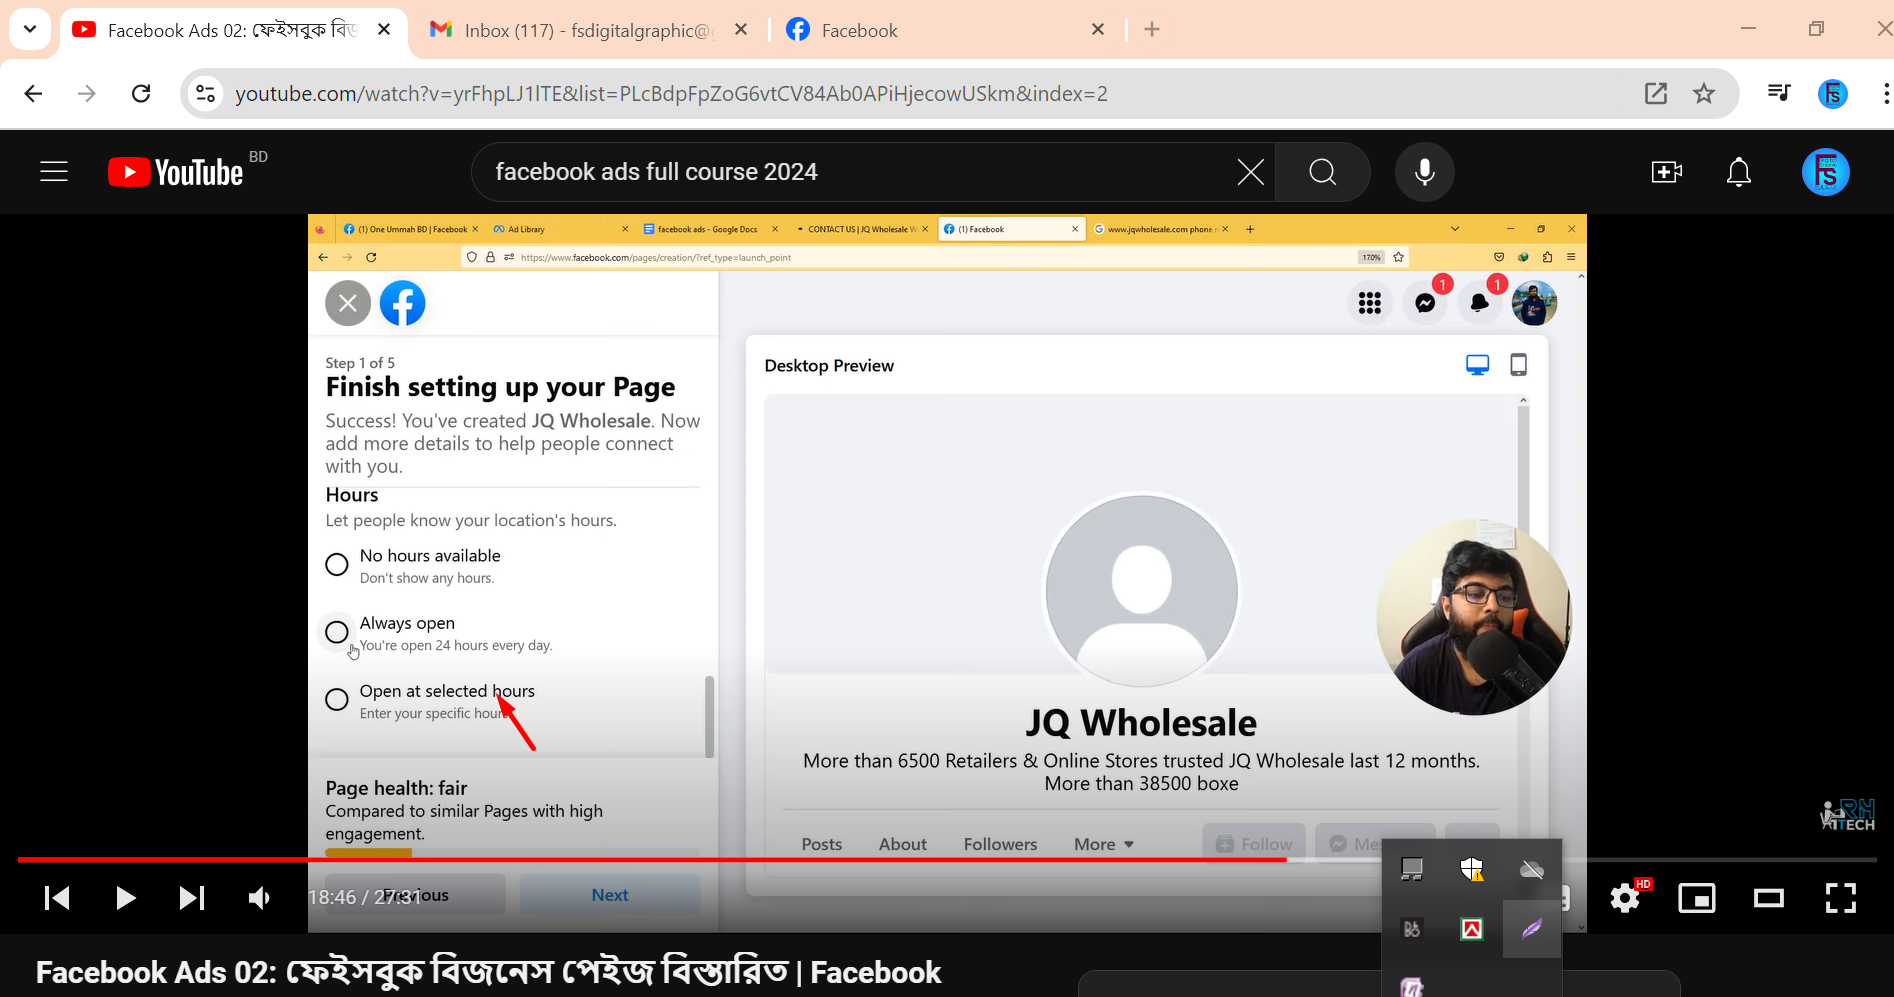 Facebook Ads 02: ফেইসবুক বিজ
Inbox (117) - fsdigitalgraphic@g
Facebook
youtube.com/watch?v=yrFhpLJ1lTE&list=PLcBdpFpZoG6vtCV84Ab0APiHjecowUSkm&index=2
YouTube
BD
facebook ads full course 2024
(1) One Ummah BD | Facebook
Ad Library
facebook ads - Google Docs
CONTACT US | JQ Wholesale W
(1) Facebook
www.jqwholesale.com phone n
https://www.facebook.com/pages/creation/?ref_type=launch_point
170%
1
1
Step 1 of 5
Finish setting up your Page
Success! You've created JQ Wholesale. Now
add more details to help people connect
with you.
Hours
Let people know your location's hours.
No hours available
Don't show any hours.
Always open
You're open 24 hours every day.
Open at selected hours
Enter your specific hours
Page health: fair
Compared to similar Pages with high
engagement.
Previous
Next
Desktop Preview
JQ Wholesale
More than 6500 Retailers & Online Stores trusted JQ Wholesale last 12 months.
More than 38500 boxe
Posts
About
Followers
More
Follow
Mes
RH
TECH
18:46 / 27:31
HD
Facebook Ads 02: ফেইসবুক বিজনেস পেইজ বিস্তারিত | Facebook